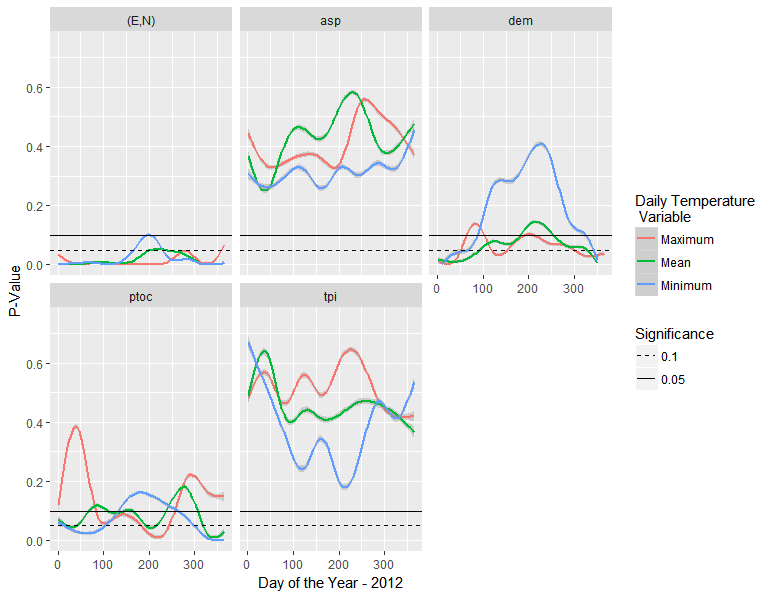 (E,N) asp dem
0.6
0.4
0.2
0.0
0 100 200 300
P-Value
ptoc tpi
0.6
0.4
0.2
0.0
0 100 200 300 0 100 200 300
Day of the Year - 2012
Daily Temperature
Variable
Maximum
Mean
Minimum
Significance
0.1
0.05